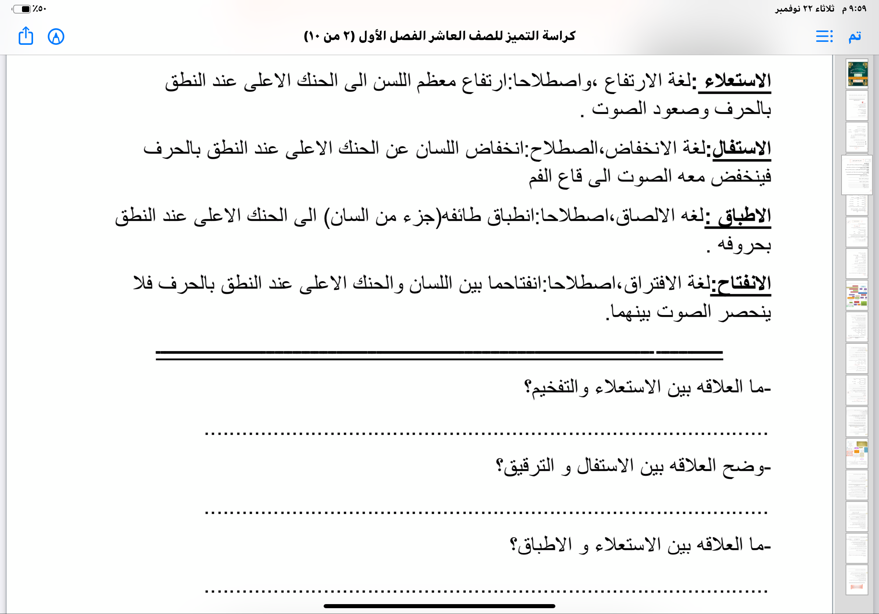 ٩:٥٩ م ثلاثاء ٢٢ نوفمبر
٪٥٠
تم
كراسة التميز للصف العاشر الفصل الأول (٢ من ١٠)
الاستعلاء :لغة الارتفاع ،واصطلاحا:ارتفاع معظم اللسن الى الحنك الاعلى عند النطق
بالحرف وصعود الصوت .
الاستفال:لغة الانخفاض،الصطلاح:انخفاض اللسان عن الحنك الاعلى عند النطق بالحرف
فينخفض معه الصوت الى قاع الفم
الاطباق :لغه الالصاق،اصطلاحا:انطباق طائفه(جزء من السان) الى الحنك الاعلى عند النطق
بحروفه .
الانفتاح:لغة الافتراق،اصطلاحا:انفتاحما بين اللسان والحنك الاعلى عند النطق بالحرف فلا
ينحصر الصوت بينهما.
-ما العلاقه بين الاستعلاء والتفخيم؟
-وضح العلاقه بين الاستفال و الترقيق؟
-ما العلاقه بين الاستعلاء و الاطباق؟